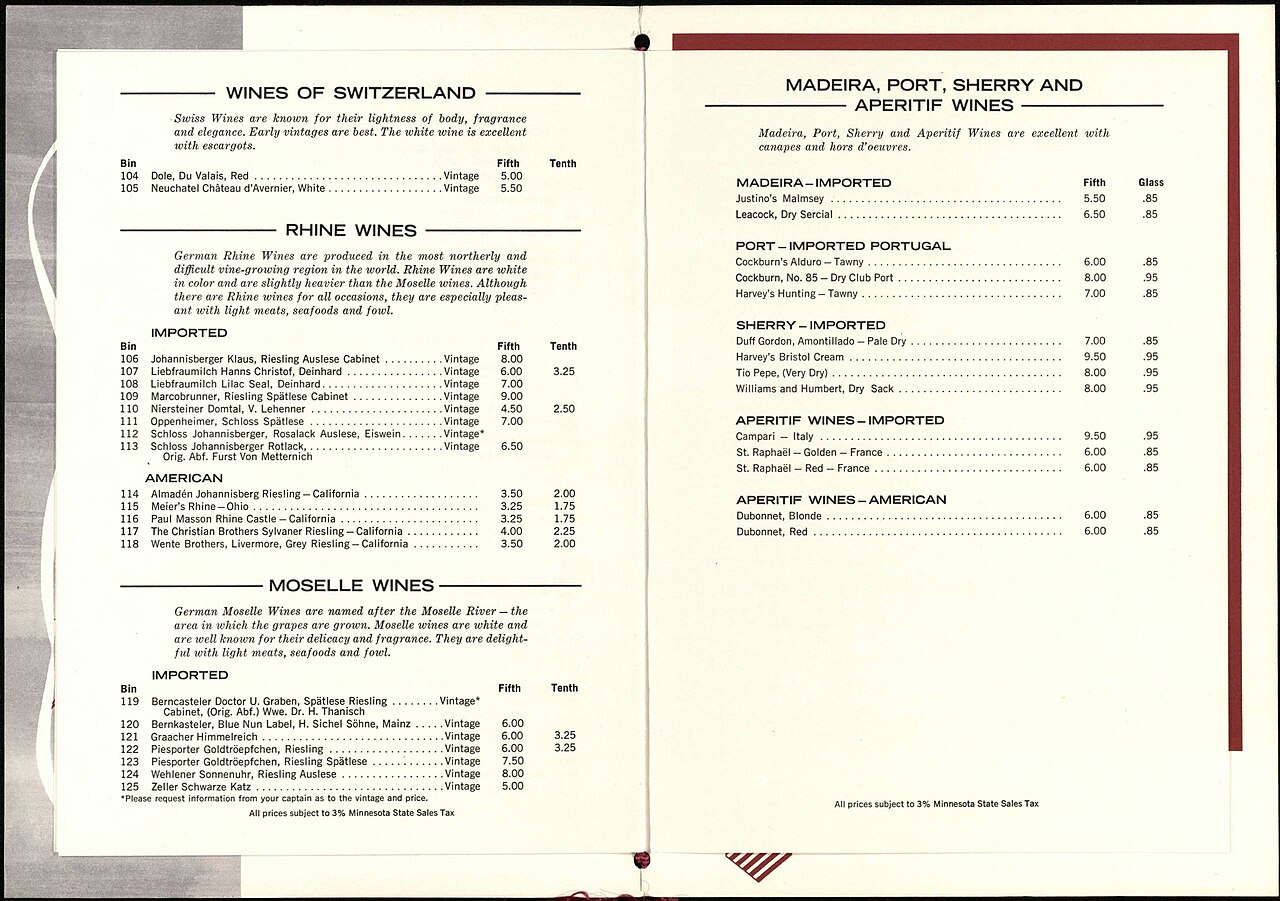 WINES OF SWITZERLAND
Swiss Wines are known for their lightness of body, fragrance
and elegance. Early vintages are best. The white wine is excellent
with escargots.
Bin Fifth Tenth
104 Dole, Du Valais, Red ................................ Vintage 5.00
105 Neuchatel Château d'Avernier, White .................... Vintage 5.50
RHINE WINES
German Rhine Wines are produced in the most northerly and
difficult vine-growing region in the world. Rhine Wines are white
in color and are slightly heavier than the Moselle wines. Although
there are Rhine wines for all occasions, they are especially pleas-
ant with light meats, seafoods and fowl.
IMPORTED
Bin Fifth Tenth
106 Johannisberger Klaus, Riesling Auslese Cabinet .......... Vintage 8.00
107 Liebfraumilch Hanns Christof, Deinhard ................. Vintage 6.00 3.25
108 Liebfraumilch Lilac Seal, Deinhard ..................... Vintage 7.00
109 Marcobrunner, Riesling Spätlese Cabinet ................ Vintage 9.00
110 Niersteiner Domtal, V. Lehenner ....................... Vintage 4.50 2.50
111 Oppenheimer, Schloss Spätlese ........................ Vintage 7.00
112 Schloss Johannisberger, Rosalack Auslese, Eiswein ....... Vintage*
113 Schloss Johannisberger Rotlack, ....................... Vintage 6.50
Orig. Abf. Furst Von Metternich
AMERICAN
114 Almadén Johannisberg Riesling – California ................... 3.50 2.00
115 Meier's Rhine – Ohio ..................................... 3.25 1.75
116 Paul Masson Rhine Castle – California ....................... 3.25 1.75
117 The Christian Brothers Sylvaner Riesling – California ............ 4.00 2.25
118 Wente Brothers, Livermore, Grey Riesling – California ........... 3.50 2.00
MOSELLE WINES
German Moselle Wines are named after the Moselle River – the
area in which the grapes are grown. Moselle wines are white and
are well known for their delicacy and fragrance. They are delight-
ful with light meats, seafoods and fowl.
IMPORTED
Bin Fifth Tenth
119 Berncasteler Doctor U. Graben, Spätlese Riesling ........ Vintage*
Cabinet, (Orig. Abf.) Wwe. Dr. H. Thanisch
120 Bernkasteler, Blue Nun Label, H. Sichel Söhne, Mainz ..... Vintage 6.00
121 Graacher Himmelreich ................................ Vintage 6.00 3.25
122 Piesporter Goldtröepfchen, Riesling .................... Vintage 6.00 3.25
123 Piesporter Goldtröepfchen, Riesling Spätlese ............ Vintage 7.50
124 Wehlener Sonnenuhr, Riesling Auslese .................. Vintage 8.00
125 Zeller Schwarze Katz ................................. Vintage 5.00
*Please request information from your captain as to the vintage and price.
All prices subject to 3% Minnesota State Sales Tax
MADEIRA, PORT, SHERRY AND
APERITIF WINES
Madeira, Port, Sherry and Aperitif Wines are excellent with
canapes and hors d'oeuvres.
MADEIRA – IMPORTED Fifth Glass
Justino's Malmsey ........................................ 5.50 .85
Leacock, Dry Sercial ....................................... 6.50 .85
PORT – IMPORTED PORTUGAL
Cockburn's Alduro – Tawny .................................. 6.00 .85
Cockburn, No. 85 – Dry Club Port ............................. 8.00 .95
Harvey's Hunting – Tawny ................................... 7.00 .85
SHERRY – IMPORTED
Duff Gordon, Amontillado – Pale Dry ........................... 7.00 .85
Harvey's Bristol Cream ..................................... 9.50 .95
Tio Pepe, (Very Dry) ........................................ 8.00 .95
Williams and Humbert, Dry Sack ............................. 8.00 .95
APERITIF WINES – IMPORTED
Campari – Italy .......................................... 9.50 .95
St. Raphaël – Golden – France ............................... 6.00 .85
St. Raphaël – Red – France .................................. 6.00 .85
APERITIF WINES – AMERICAN
Dubonnet, Blonde ......................................... 6.00 .85
Dubonnet, Red ........................................... 6.00 .85
All prices subject to 3% Minnesota State Sales Tax